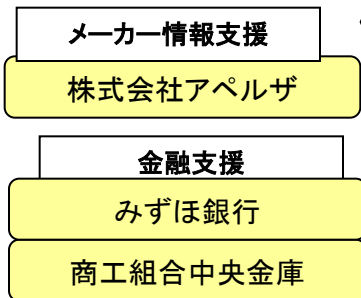 メーカー情報支援
株式会社アペルザ
金融支援
みずほ銀行
商工組合中央金庫